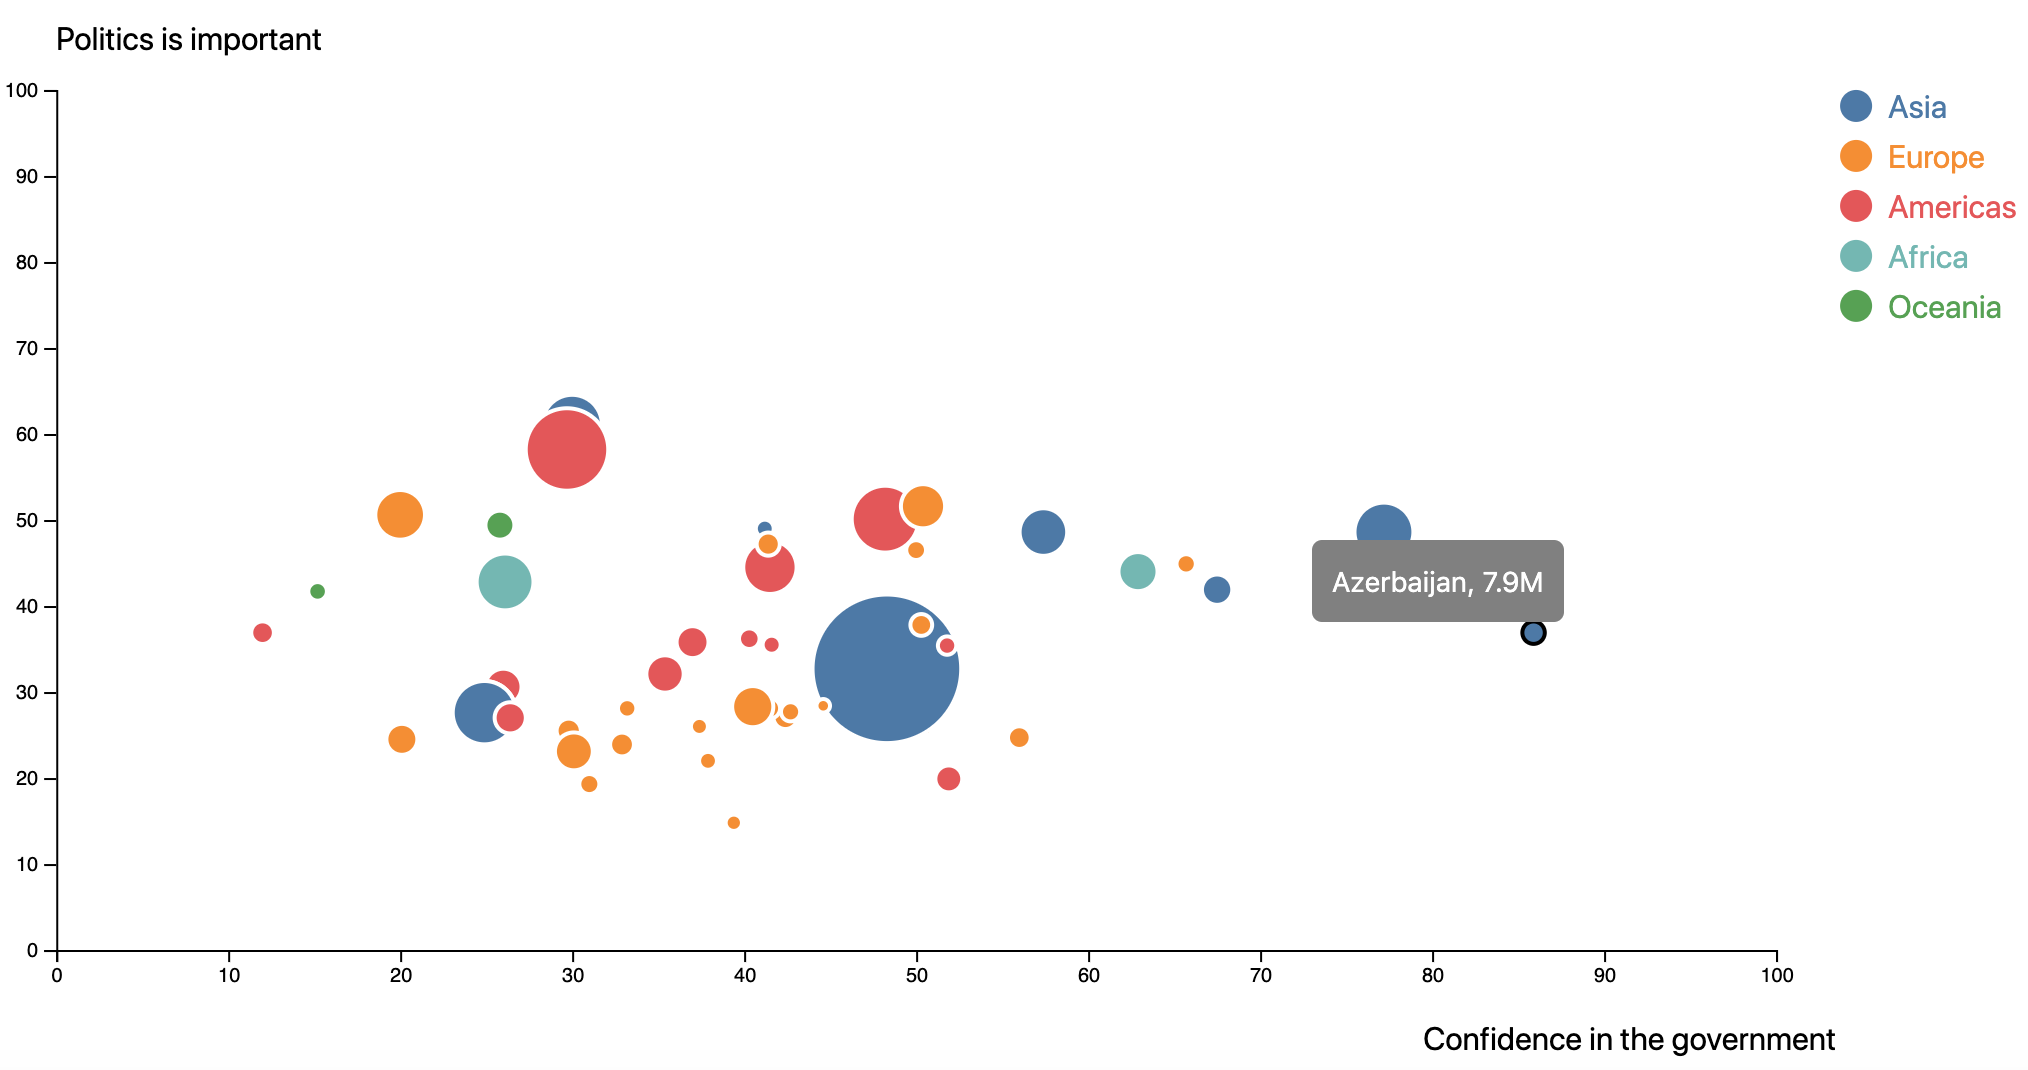 Politics is important
100
90
80
70
60
50
40
30
20
10
0
0 10 20 30 40 50 60 70 80 90 100
Confidence in the government
Asia
Europe
Americas
Africa
Oceania
Azerbaijan, 7.9M